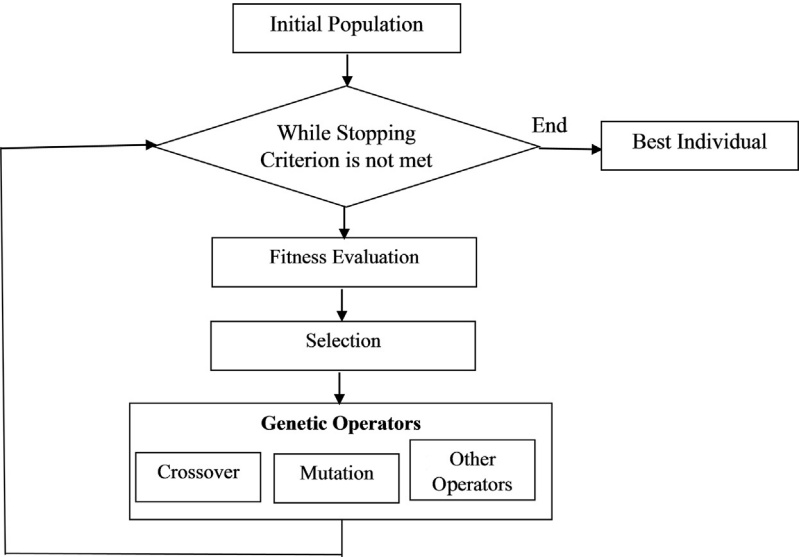 Initial Population
While Stopping
Criterion is not met
End
Best Individual
Fitness Evaluation
Selection
Genetic Operators
Crossover
Mutation
Other
Operators